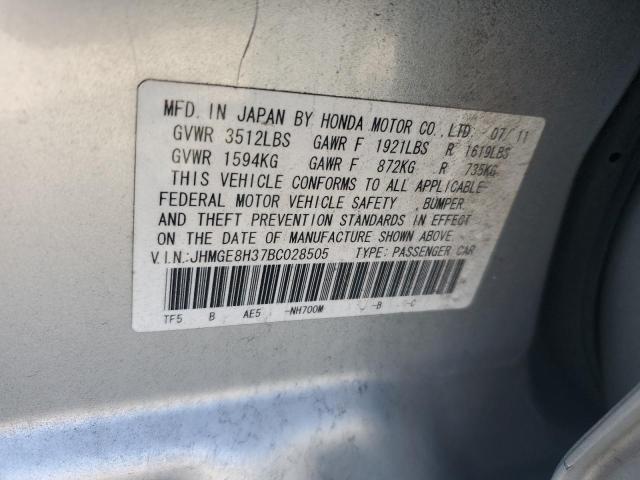 MFD. IN JAPAN BY HONDA MOTOR CO., LTD. 07/11
GVWR 3512LBS GAWR F 1921LBS R 1619LBS
GVWR 1594KG GAWR F 872KG R 735KG
THIS VEHICLE CONFORMS TO ALL APPLICABLE
FEDERAL MOTOR VEHICLE SAFETY , BUMPER
AND THEFT PREVENTION STANDARDS IN EFFECT
ON THE DATE OF MANUFACTURE SHOWN ABOVE.
V.I.N.:JHMGE8H37BC028505 TYPE: PASSENGER CAR
TF5 B AE5 -NH700M -B -C